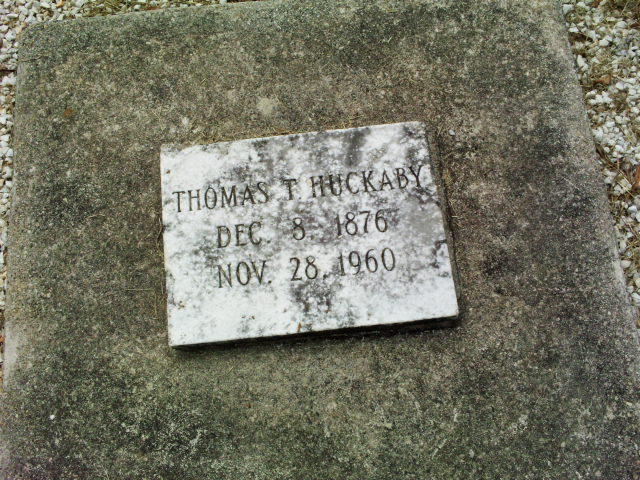 THOMAS T. HUCKABY
DEC. 8, 1876
NOV. 28, 1960